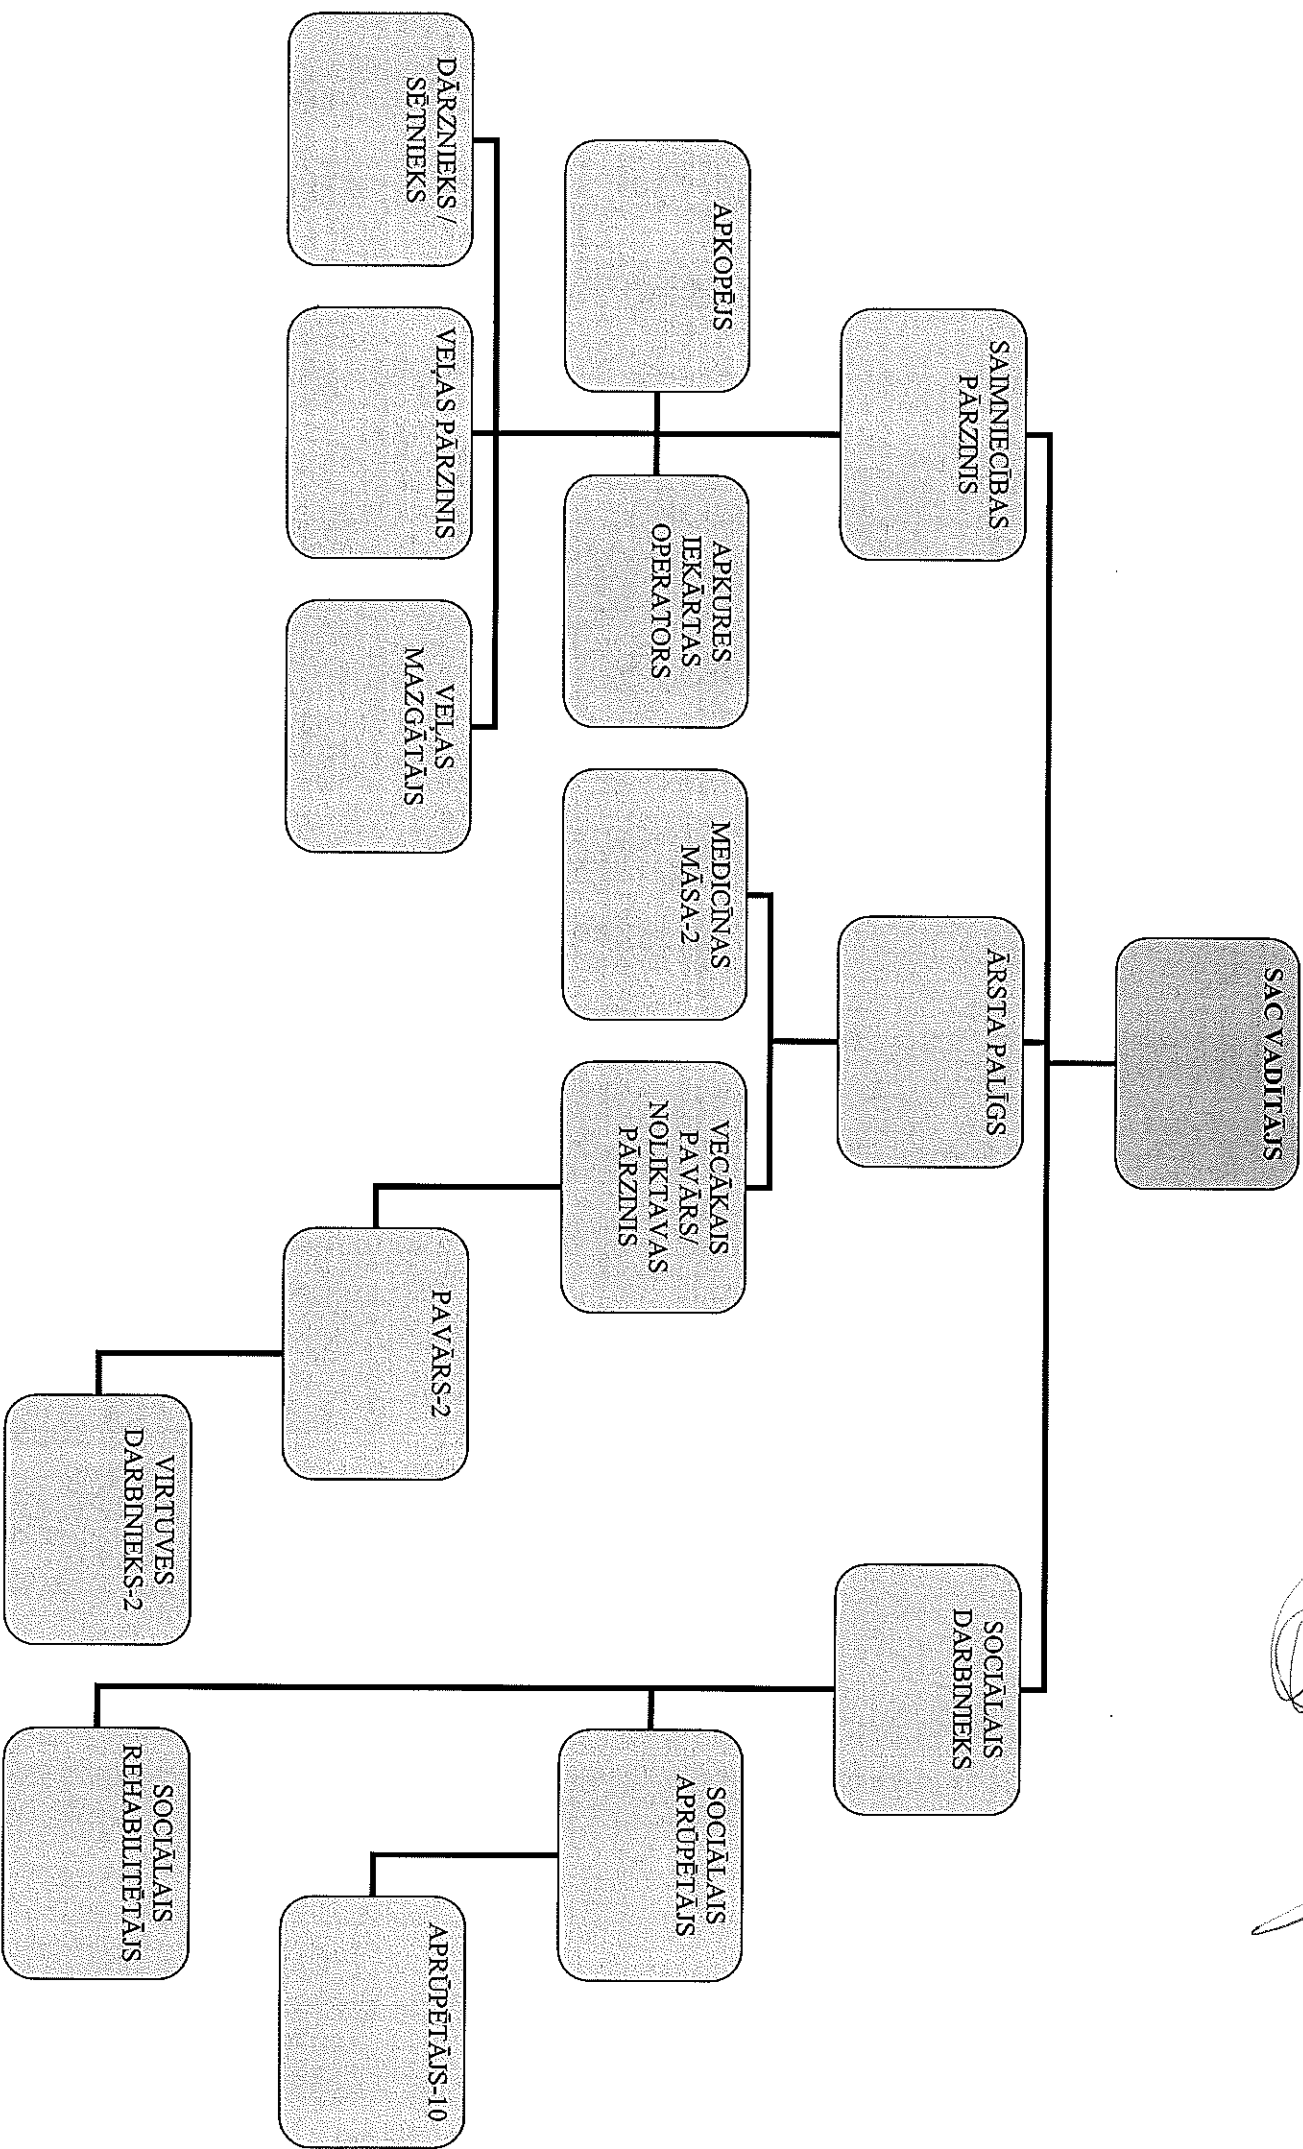 SAC VADĪTĀJS
SAIMNIECĪBAS
PĀRZINIS
ĀRSTA PALĪGS
SOCIĀLAIS
DARBINIEKS
APKOPĒJS
APKURES
IEKĀRTAS
OPERATORS
MEDICĪNAS
MĀSA-2
VECĀKAIS
PAVĀRS/
NOLIKTAVAS
PĀRZINIS
SOCIĀLAIS
APRŪPĒTĀJS
DĀRZNIEKS /
SĒTNIEKS
VEĻAS PĀRZINIS
VEĻAS
MAZGĀTĀJS
PAVĀRS-2
APRŪPĒTĀJS-10
VIRTUVES
DARBINIEKS-2
SOCIĀLAIS
REHABILITĒTĀJS